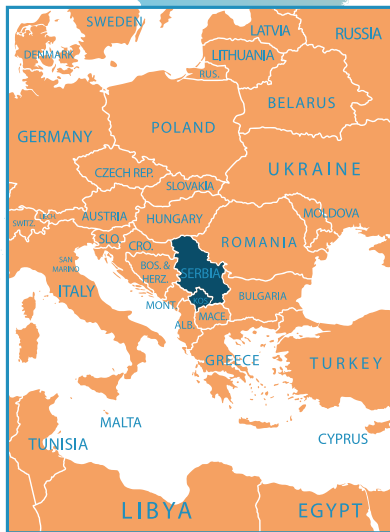 SWEDEN
LATVIA
RUSSIA
DENMARK
LITHUANIA
RUS.
BELARUS
GERMANY
POLAND
UKRAINE
CZECH REP.
SLOVAKIA
LIECH.
SWITZ.
AUSTRIA
HUNGARY
MOLDOVA
SLO.
CRO.
ROMANIA
SAN
MARINO
BOS. &
HERZ.
SERBIA
ITALY
MONT.
KOS.
BULGARIA
MACE.
ALB.
GREECE
TURKEY
MALTA
CYPRUS
TUNISIA
LIBYA
EGYPT